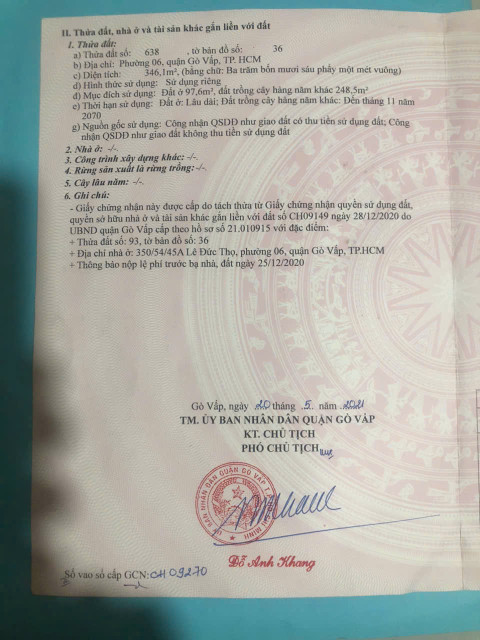 II. Thửa đất, nhà ở và tài sản khác gắn liền với đất
1. Thửa đất:
a) Thửa đất số: 638 , tờ bản đồ số: 36
b) Địa chỉ: Phường 06, quận Gò Vấp, TP. HCM
c) Diện tích: 346,1m², (bằng chữ: Ba trăm bốn mươi sáu phẩy một mét vuông)
d) Hình thức sử dụng: Sử dụng riêng
đ) Mục đích sử dụng: Đất ở 97,6m², đất trồng cây hàng năm khác 248,5m²
e) Thời hạn sử dụng: Đất ở: Lâu dài; Đất trồng cây hàng năm khác: Đến tháng 11 năm
2070
g) Nguồn gốc sử dụng: Công nhận QSDĐ như giao đất có thu tiền sử dụng đất; Công
nhận QSDĐ như giao đất không thu tiền sử dụng đất
2. Nhà ở: -/-.
3. Công trình xây dựng khác: -/-.
4. Rừng sản xuất là rừng trồng: -/-.
5. Cây lâu năm: -/-.
6. Ghi chú:
- Giấy chứng nhận này được cấp do tách thửa từ Giấy chứng nhận quyền sử dụng đất,
quyền sở hữu nhà ở và tài sản khác gắn liền với đất số CH09149 ngày 28/12/2020 do
UBND quận Gò Vấp cấp theo hồ sơ số 21.010915 với đặc điểm:
+ Thửa đất số: 93, tờ bản đồ số: 36
+ Địa chỉ nhà đất: 350/54/45A Lê Đức Thọ, phường 06, quận Gò Vấp, TP.HCM
+ Thông báo nộp lệ phí trước bạ nhà, đất ngày 25/12/2020
Gò Vấp, ngày 20 tháng 5 năm 2021
TM. ỦY BAN NHÂN DÂN QUẬN GÒ VẤP
KT. CHỦ TỊCH
PHÓ CHỦ TỊCH
Đỗ Anh Khang
Số vào sổ cấp GCN: CH 09270